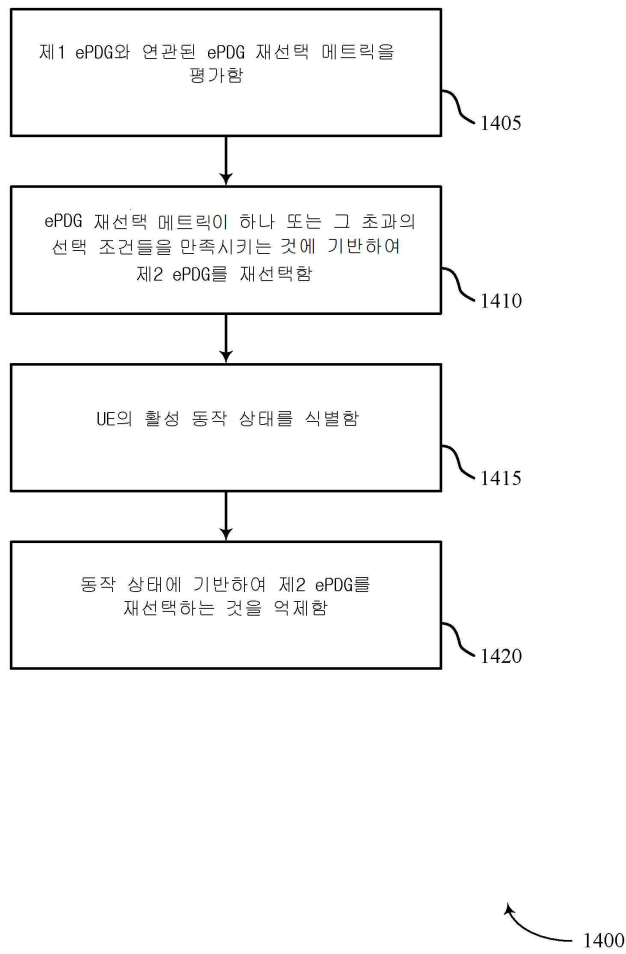 제1 ePDG와 연관된 ePDG 재선택 메트릭을
평가함
1405
ePDG 재선택 메트릭이 하나 또는 그 초과의
선택 조건들을 만족시키는 것에 기반하여
제2 ePDG를 재선택함
1410
UE의 활성 동작 상태를 식별함
1415
동작 상태에 기반하여 제2 ePDG를
재선택하는 것을 억제함
1420
1400